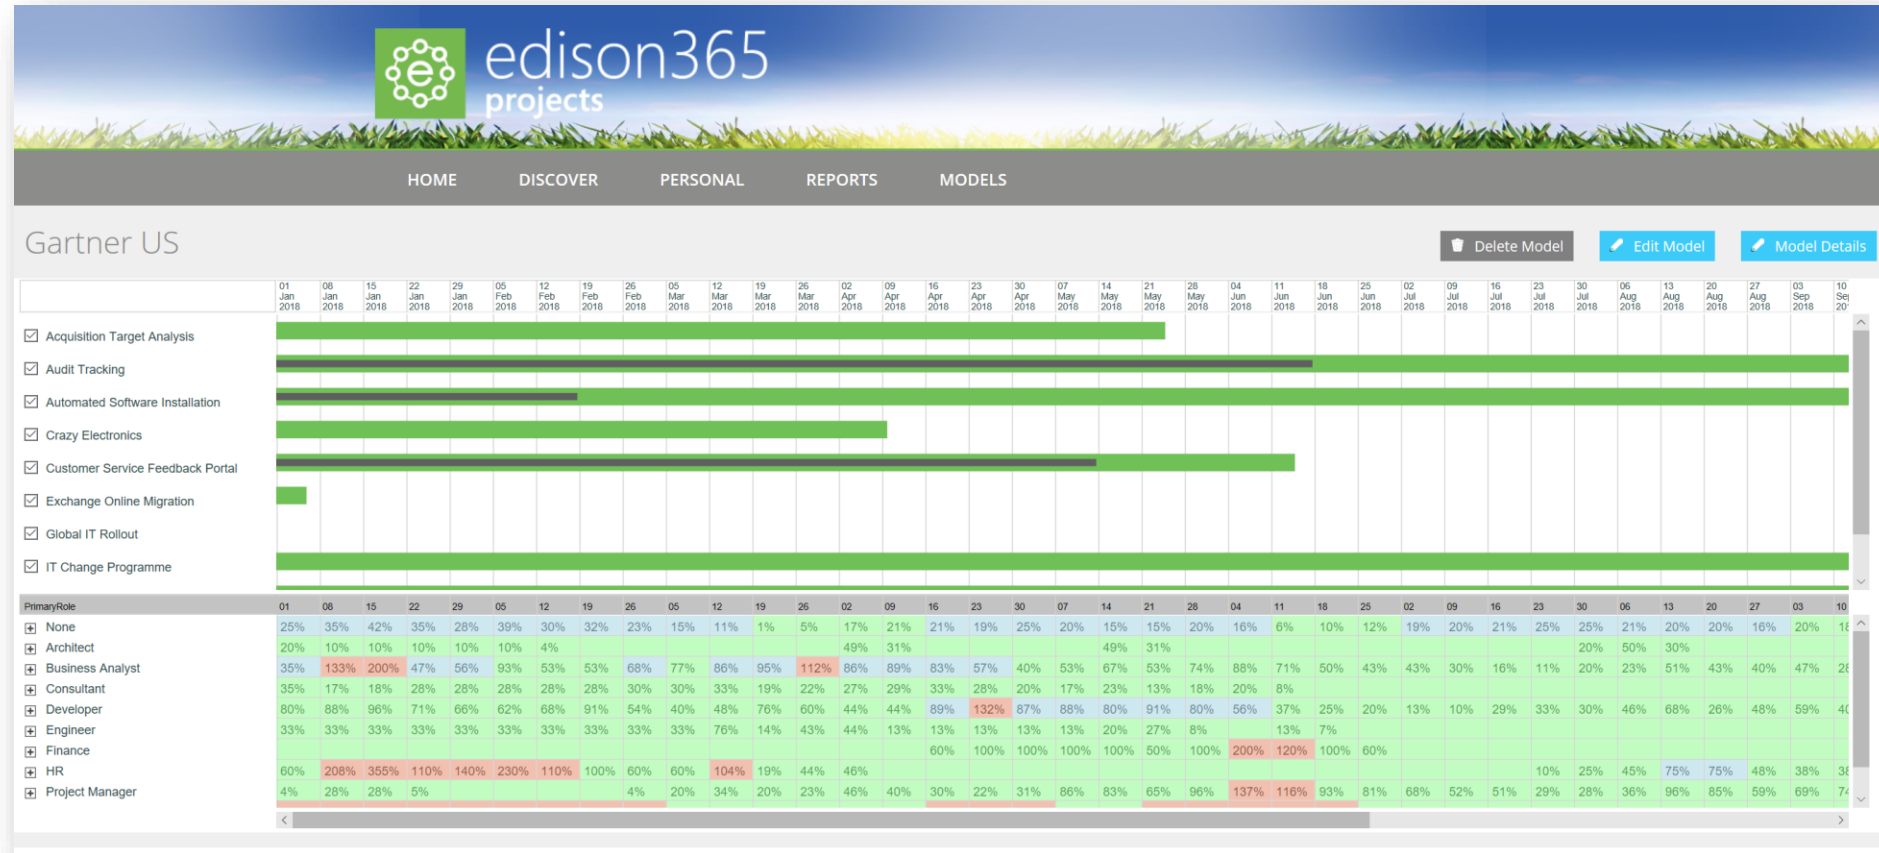 edison365
projects
HOME DISCOVER PERSONAL REPORTS MODELS
Gartner US
Delete Model Edit Model Model Details
01 08 15 22 29 05 12 19 26 05 12 19 26 02 09 16 23 30 07 14 21 28 04 11 18 25 02 09 16 23 30 06 13 20 27 03 10
Jan Jan Jan Jan Jan Feb Feb Feb Feb Mar Mar Mar Mar Apr Apr Apr Apr Apr May May May May Jun Jun Jun Jun Jul Jul Jul Jul Jul Aug Aug Aug Aug Sep
2018 2018 2018 2018 2018 2018 2018 2018 2018 2018 2018 2018 2018 2018 2018 2018 2018 2018 2018 2018 2018 2018 2018 2018 2018 2018 2018 2018 2018 2018 2018 2018 2018 2018 2018 2018
Acquisition Target Analysis
Audit Tracking
Automated Software Installation
Crazy Electronics
Customer Service Feedback Portal
Exchange Online Migration
Global IT Rollout
IT Change Programme
PrimaryRole 01 08 15 22 29 05 12 19 26 05 12 19 26 02 09 16 23 30 07 14 21 28 04 11 18 25 02 09 16 23 30 06 13 20 27 03 10
None 25% 35% 42% 35% 28% 39% 30% 32% 23% 15% 11% 1% 5% 17% 21% 21% 19% 25% 20% 15% 15% 20% 16% 6% 10% 12% 19% 20% 21% 25% 25% 21% 20% 20% 16% 20%
Architect 20% 10% 10% 10% 10% 10% 4% 49% 31% 49% 31% 20% 50% 30%
Business Analyst 35% 133% 200% 47% 56% 93% 53% 53% 68% 77% 86% 95% 112% 86% 89% 83% 57% 40% 53% 67% 53% 74% 88% 71% 50% 43% 43% 30% 16% 11% 20% 23% 51% 43% 40% 47%
Consultant 35% 17% 18% 28% 28% 28% 28% 28% 30% 30% 33% 19% 22% 27% 29% 33% 28% 20% 17% 23% 13% 18% 20% 8%
Developer 80% 88% 96% 71% 66% 62% 68% 91% 54% 40% 48% 76% 60% 44% 44% 89% 132% 87% 88% 80% 91% 80% 56% 37% 25% 20% 13% 10% 29% 33% 30% 46% 68% 26% 48% 59%
Engineer 33% 33% 33% 33% 33% 33% 33% 33% 33% 33% 76% 14% 43% 44% 13% 13% 13% 13% 13% 20% 27% 8% 13% 7%
Finance 60% 100% 100% 100% 100% 50% 100% 200% 120% 100% 60%
HR 60% 208% 355% 110% 140% 230% 110% 100% 60% 60% 104% 19% 44% 46% 10% 25% 45% 75% 75% 48% 38%
Project Manager 4% 28% 28% 5% 4% 20% 34% 20% 23% 46% 40% 30% 22% 31% 86% 83% 65% 96% 137% 116% 93% 81% 68% 52% 51% 29% 28% 36% 96% 85% 59% 69%